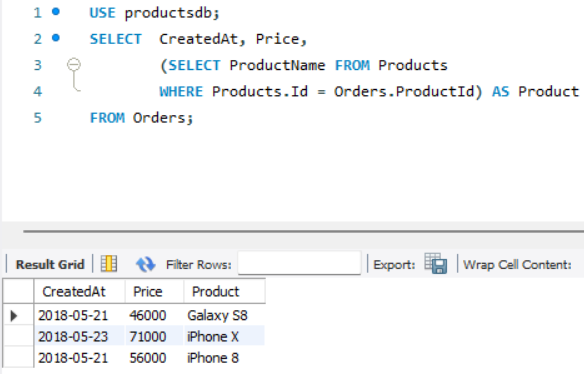 1 USE productsdb;
2 SELECT CreatedAt, Price,
3 (SELECT ProductName FROM Products
4 WHERE Products.Id = Orders.ProductId) AS Product
5 FROM Orders;
Result Grid Filter Rows: Export: Wrap Cell Content:
CreatedAt Price Product
2018-05-21 46000 Galaxy S8
2018-05-23 71000 iPhone X
2018-05-21 56000 iPhone 8